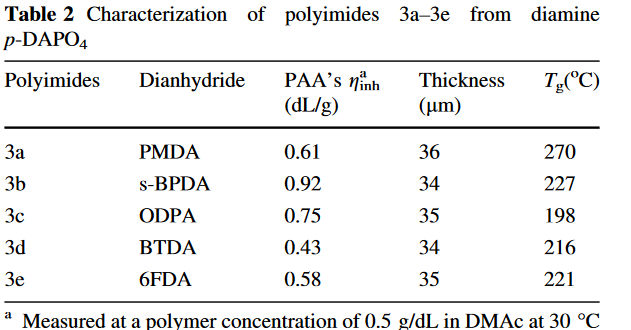 Table 2 Characterization of polyimides 3a–3e from diamine
p-DAPO4
Polyimides Dianhydride PAA's ηᵃinh (dL/g) Thickness (μm) Tg(°C)
3a PMDA 0.61 36 270
3b s-BPDA 0.92 34 227
3c ODPA 0.75 35 198
3d BTDA 0.43 34 216
3e 6FDA 0.58 35 221
a Measured at a polymer concentration of 0.5 g/dL in DMAc at 30 °C